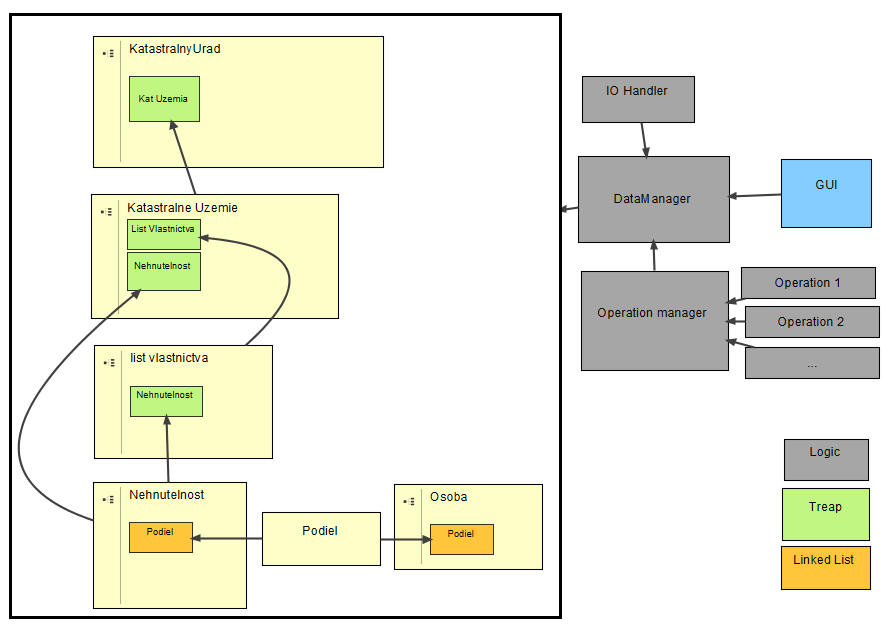 KatastralnyUrad
Kat Uzemia
Katastralne Uzemie
List Vlastnictva
Nehnutelnost
list vlastnictva
Nehnutelnost
Nehnutelnost
Podiel
Podiel
Osoba
Podiel
IO Handler
DataManager
GUI
Operation manager
Operation 1
Operation 2
...
Logic
Treap
Linked List